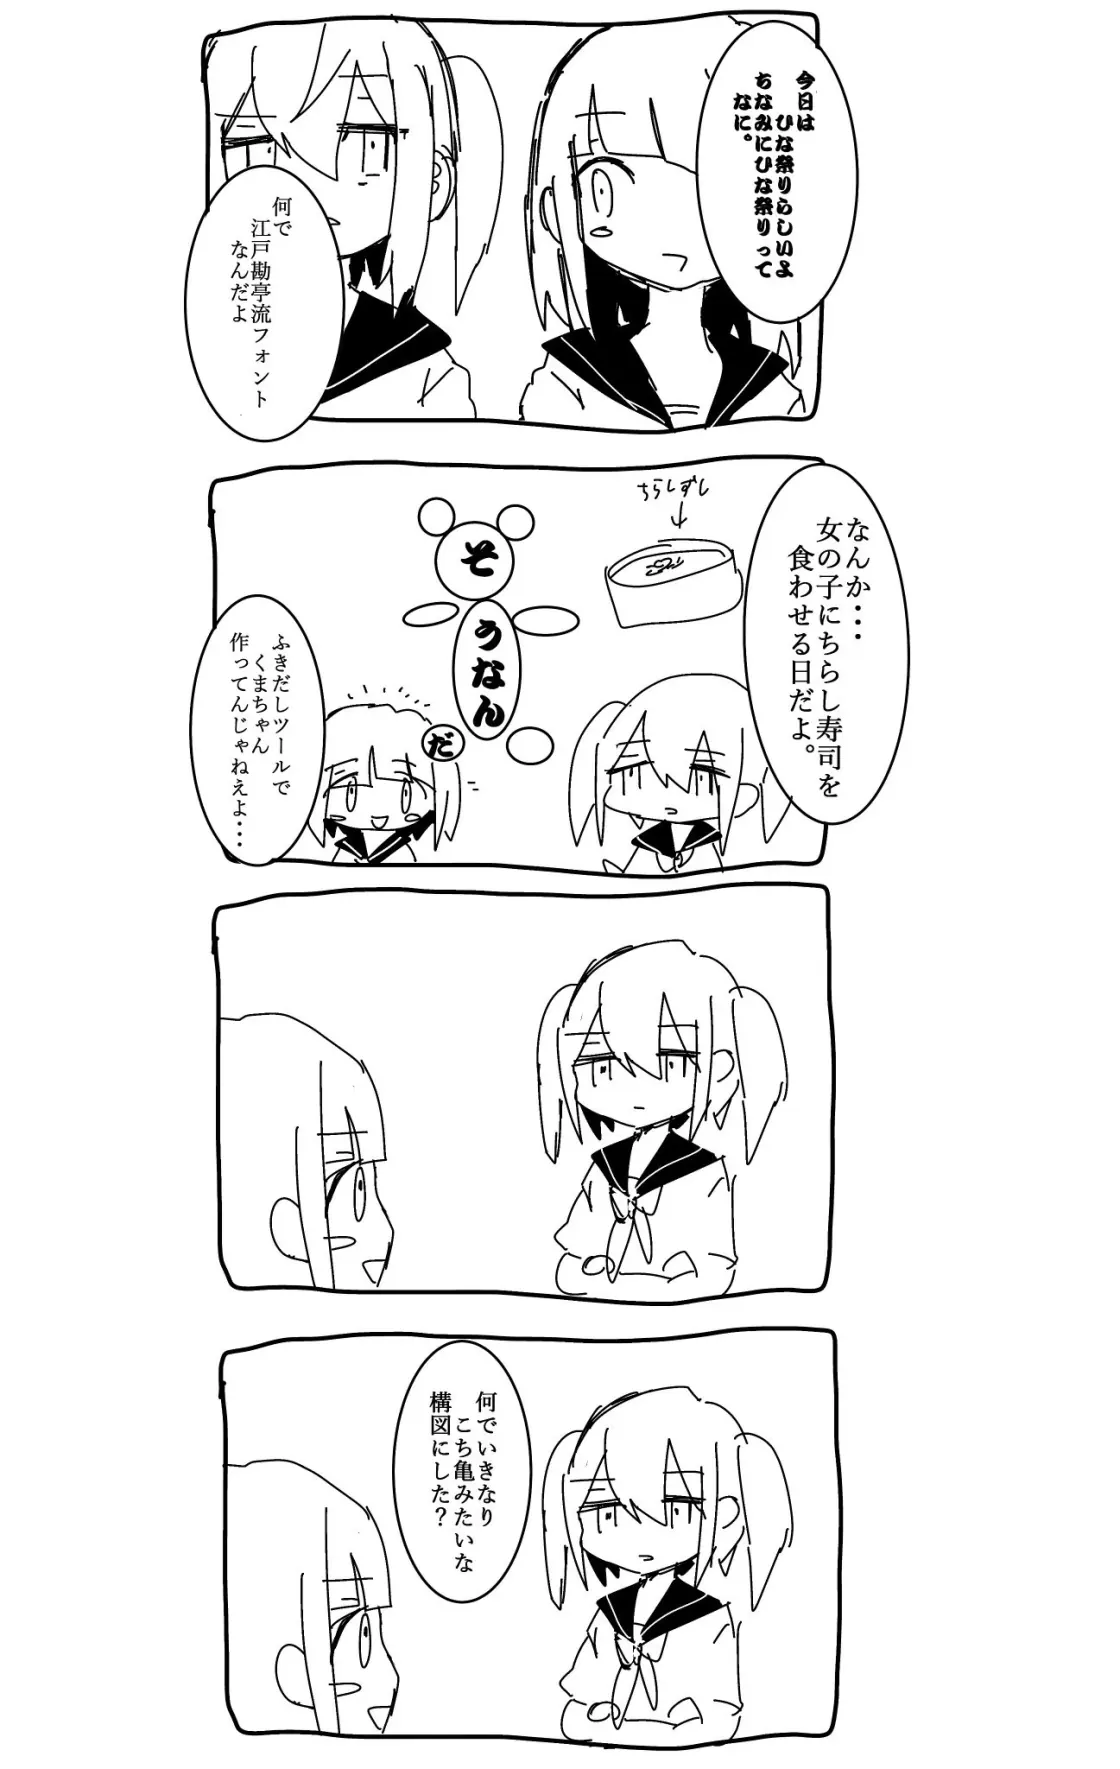 今日は
ひな祭りらしいよ
ちなみにひな祭りって
なに。
何で
江戸勘亭流フォント
なんだよ
なんか・・・
女の子にちらし寿司を
食わせる日だよ。
ちらしずし
そ
うなん
だ
ふきだしツールで
くまちゃん
作ってんじゃねえよ・・・
何でいきなり
こち亀みたいな
構図にした？